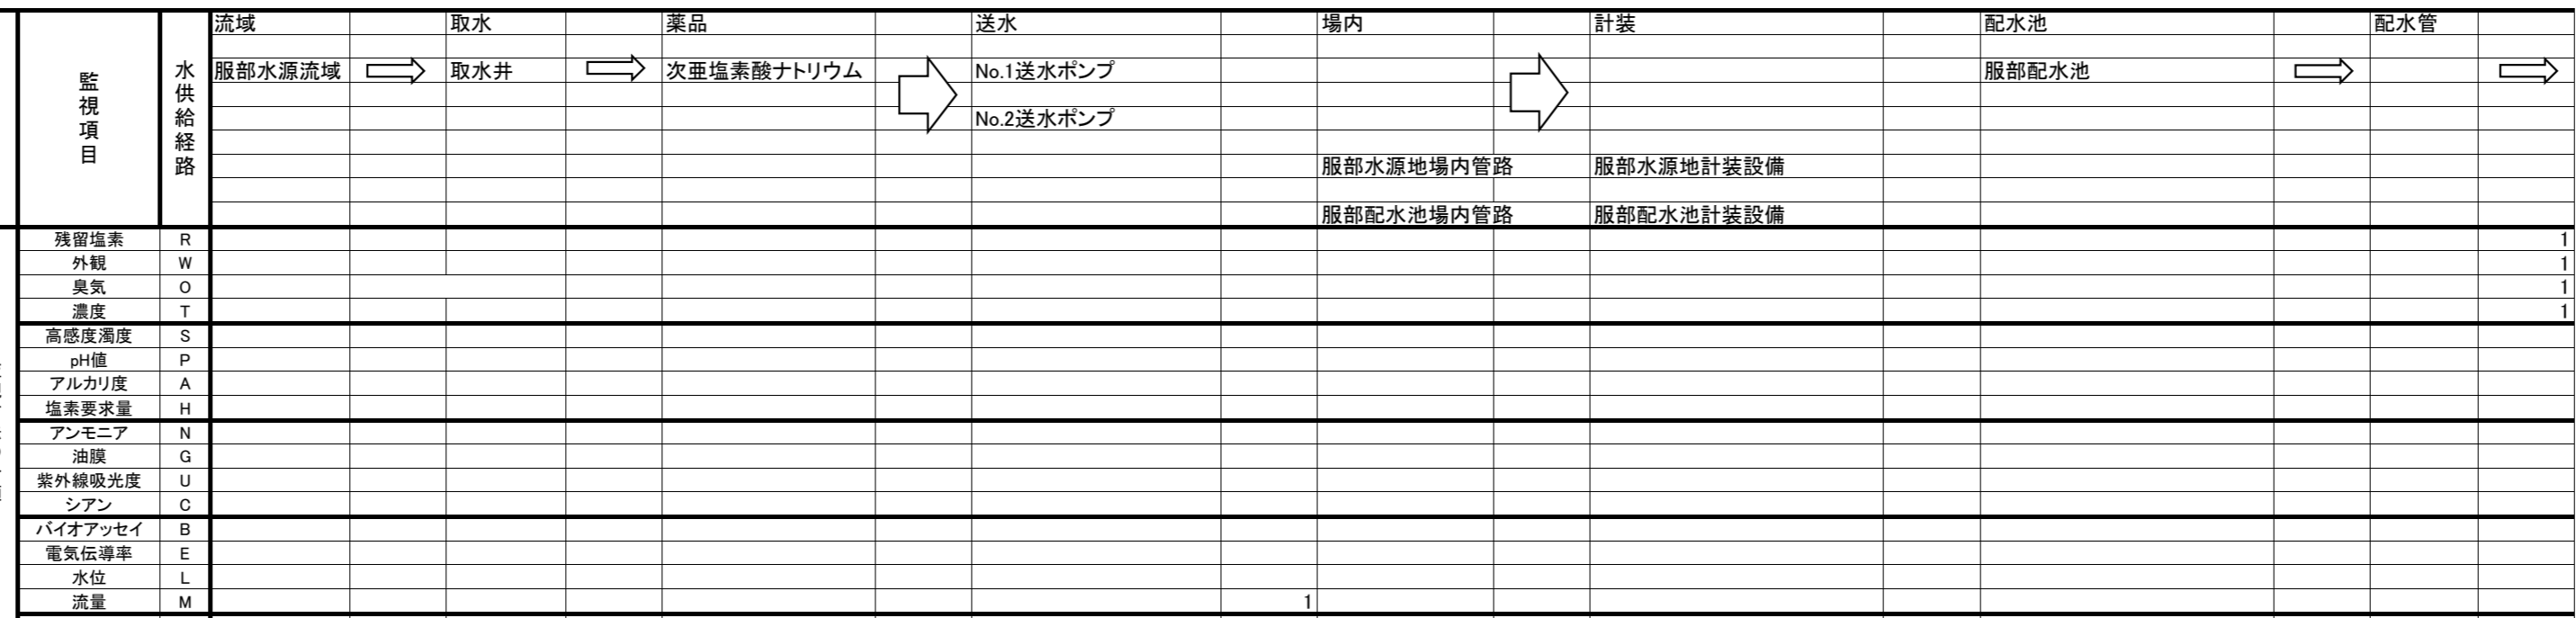 流域 取水 薬品 送水 場内 計装 配水池 配水管
監視項目
水供給経路
服部水源流域 取水井 次亜塩素酸ナトリウム No.1送水ポンプ 服部配水池
No.2送水ポンプ
服部水源地場内管路 服部水源地計装設備
服部配水池場内管路 服部配水池計装設備
残留塩素 R 1
外観 W 1
臭気 O 1
濃度 T 1
高感度濁度 S
pH値 P
アルカリ度 A
塩素要求量 H
アンモニア N
油膜 G
紫外線吸光度 U
シアン C
バイオアッセイ B
電気伝導率 E
水位 L
流量 M 1